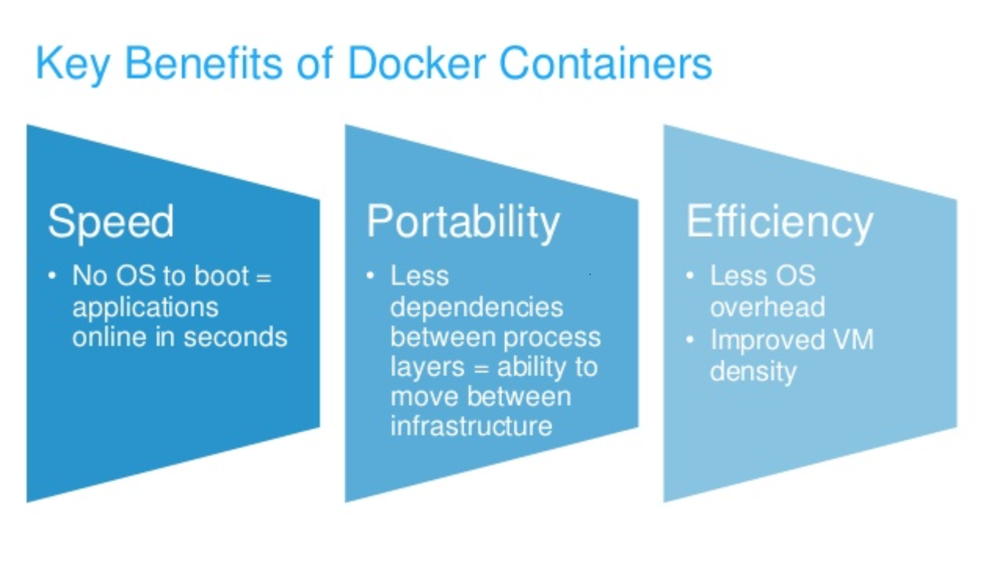 Key Benefits of Docker Containers
Speed
• No OS to boot =
applications
online in seconds
Portability
• Less
dependencies
between process
layers = ability to
move between
infrastructure
Efficiency
• Less OS
overhead
• Improved VM
density